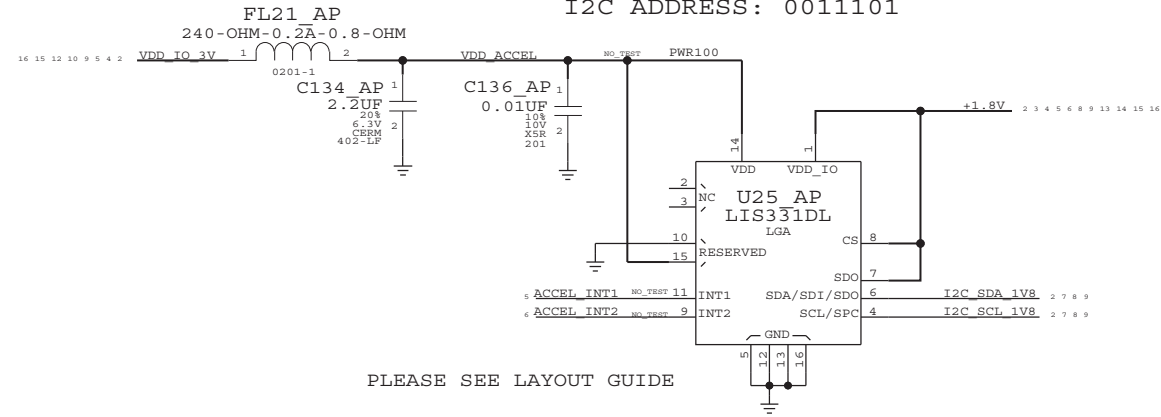 I2C ADDRESS: 0011101
FL21_AP
240-OHM-0.2A-0.8-OHM
16 15 12 10 9 5 4 2 VDD_IO_3V 1 2 VDD_ACCEL NO_TEST PWR100
0201-1
C134_AP 1
2.2UF
20%
6.3V 2
CERM
402-LF
C136_AP 1
0.01UF
10%
10V 2
X5R
201
+1.8V 2 3 4 5 6 8 9 13 14 15 16
14 1
VDD VDD_IO
2 NC
3
U25_AP
LIS331DL
LGA
10 RESERVED
15
CS 8
SDO 7
5 ACCEL_INT1 NO_TEST 11 INT1 SDA/SDI/SDO 6 I2C_SDA_1V8 2 7 8 9
6 ACCEL_INT2 NO_TEST 9 INT2 SCL/SPC 4 I2C_SCL_1V8 2 7 8 9
GND
5 12 13 16
PLEASE SEE LAYOUT GUIDE